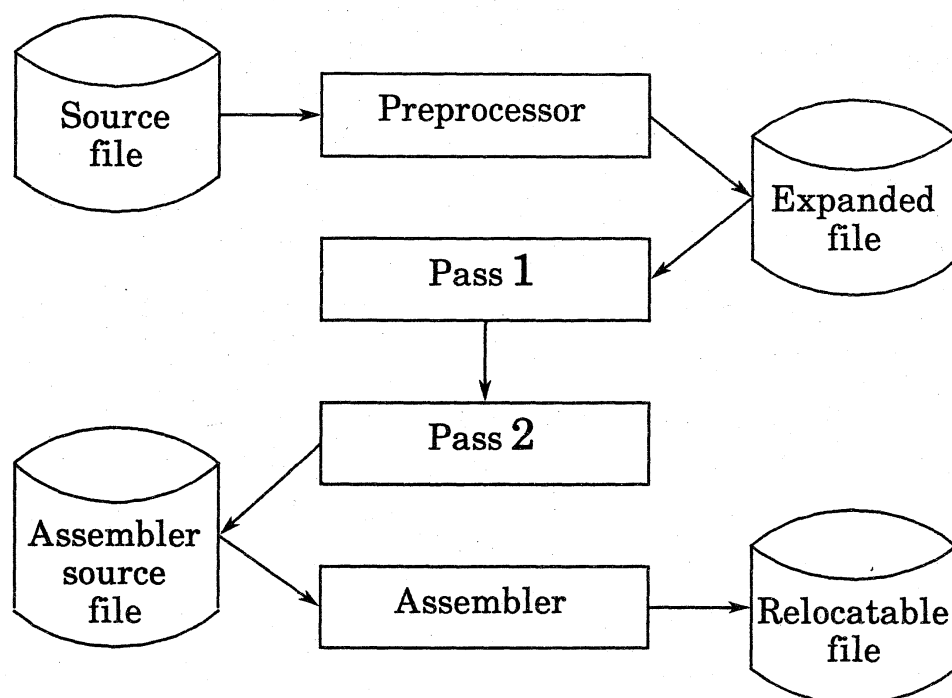 Source
file
Preprocessor
Expanded
file
Pass 1
Pass 2
Assembler
source
file
Assembler
Relocatable
file